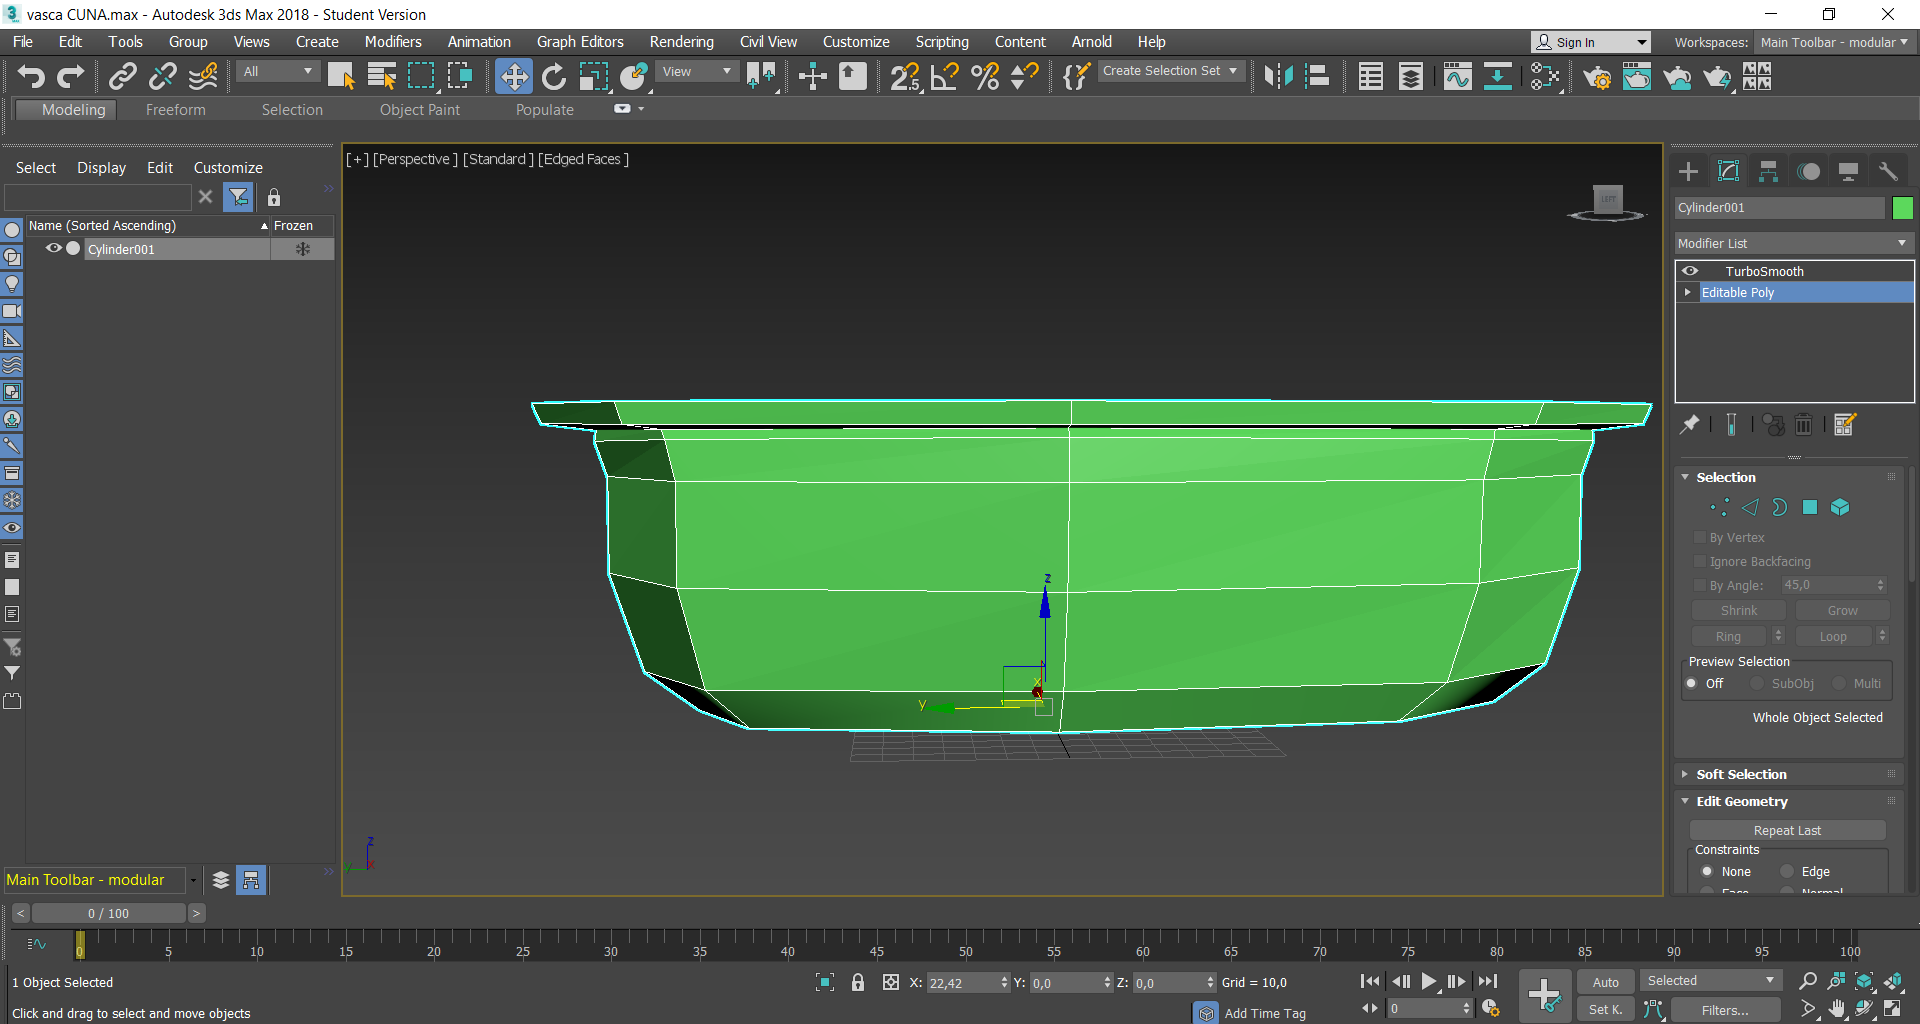 vasca CUNA.max - Autodesk 3ds Max 2018 - Student Version
File Edit Tools Group Views Create Modifiers Animation Graph Editors Rendering Civil View Customize Scripting Content Arnold Help
Sign In
Workspaces: Main Toolbar - modular
All
View
Create Selection Set
Modeling Freeform Selection Object Paint Populate
Select Display Edit Customize
Name (Sorted Ascending) Frozen
Cylinder001
[+] [Perspective ] [Standard ] [Edged Faces ]
LEFT
z
x
y
z
y x
Cylinder001
Modifier List
TurboSmooth
Editable Poly
Selection
By Vertex
Ignore Backfacing
By Angle: 45,0
Shrink Grow
Ring Loop
Preview Selection
Off SubObj Multi
Whole Object Selected
Soft Selection
Edit Geometry
Repeat Last
Constraints
None Edge
Face Normal
Main Toolbar - modular
< 0 / 100 >
0 5 10 15 20 25 30 35 40 45 50 55 60 65 70 75 80 85 90 95 100
1 Object Selected
X: 22,42 Y: 0,0 Z: 0,0 Grid = 10,0
Auto Selected
Click and drag to select and move objects
Add Time Tag
0
Set K. Filters...